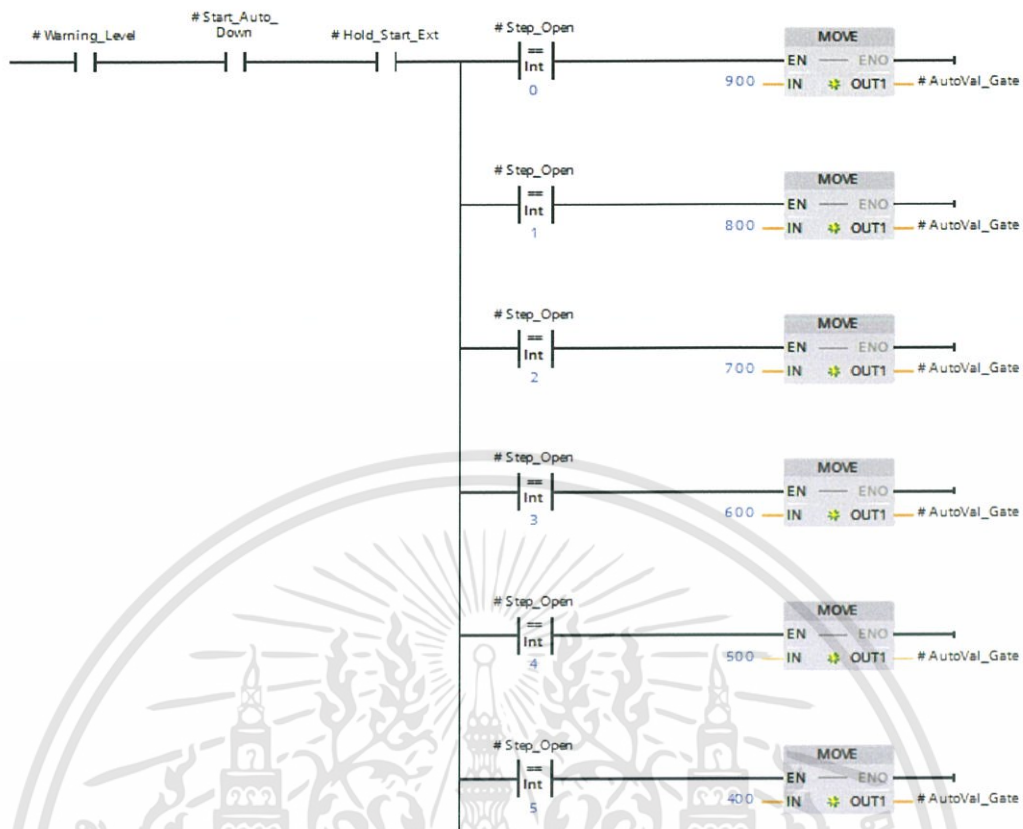 # Warning_Level
# Start_Auto_
Down
# Hold_Start_Ext
# Step_Open
==
Int
0
MOVE
EN ENO
900 IN OUT1 # AutoVal_Gate
# Step_Open
==
Int
1
MOVE
EN ENO
800 IN OUT1 # AutoVal_Gate
# Step_Open
==
Int
2
MOVE
EN ENO
700 IN OUT1 # AutoVal_Gate
# Step_Open
==
Int
3
MOVE
EN ENO
600 IN OUT1 # AutoVal_Gate
# Step_Open
==
Int
4
MOVE
EN ENO
500 IN OUT1 # AutoVal_Gate
# Step_Open
==
Int
5
MOVE
EN ENO
400 IN OUT1 # AutoVal_Gate